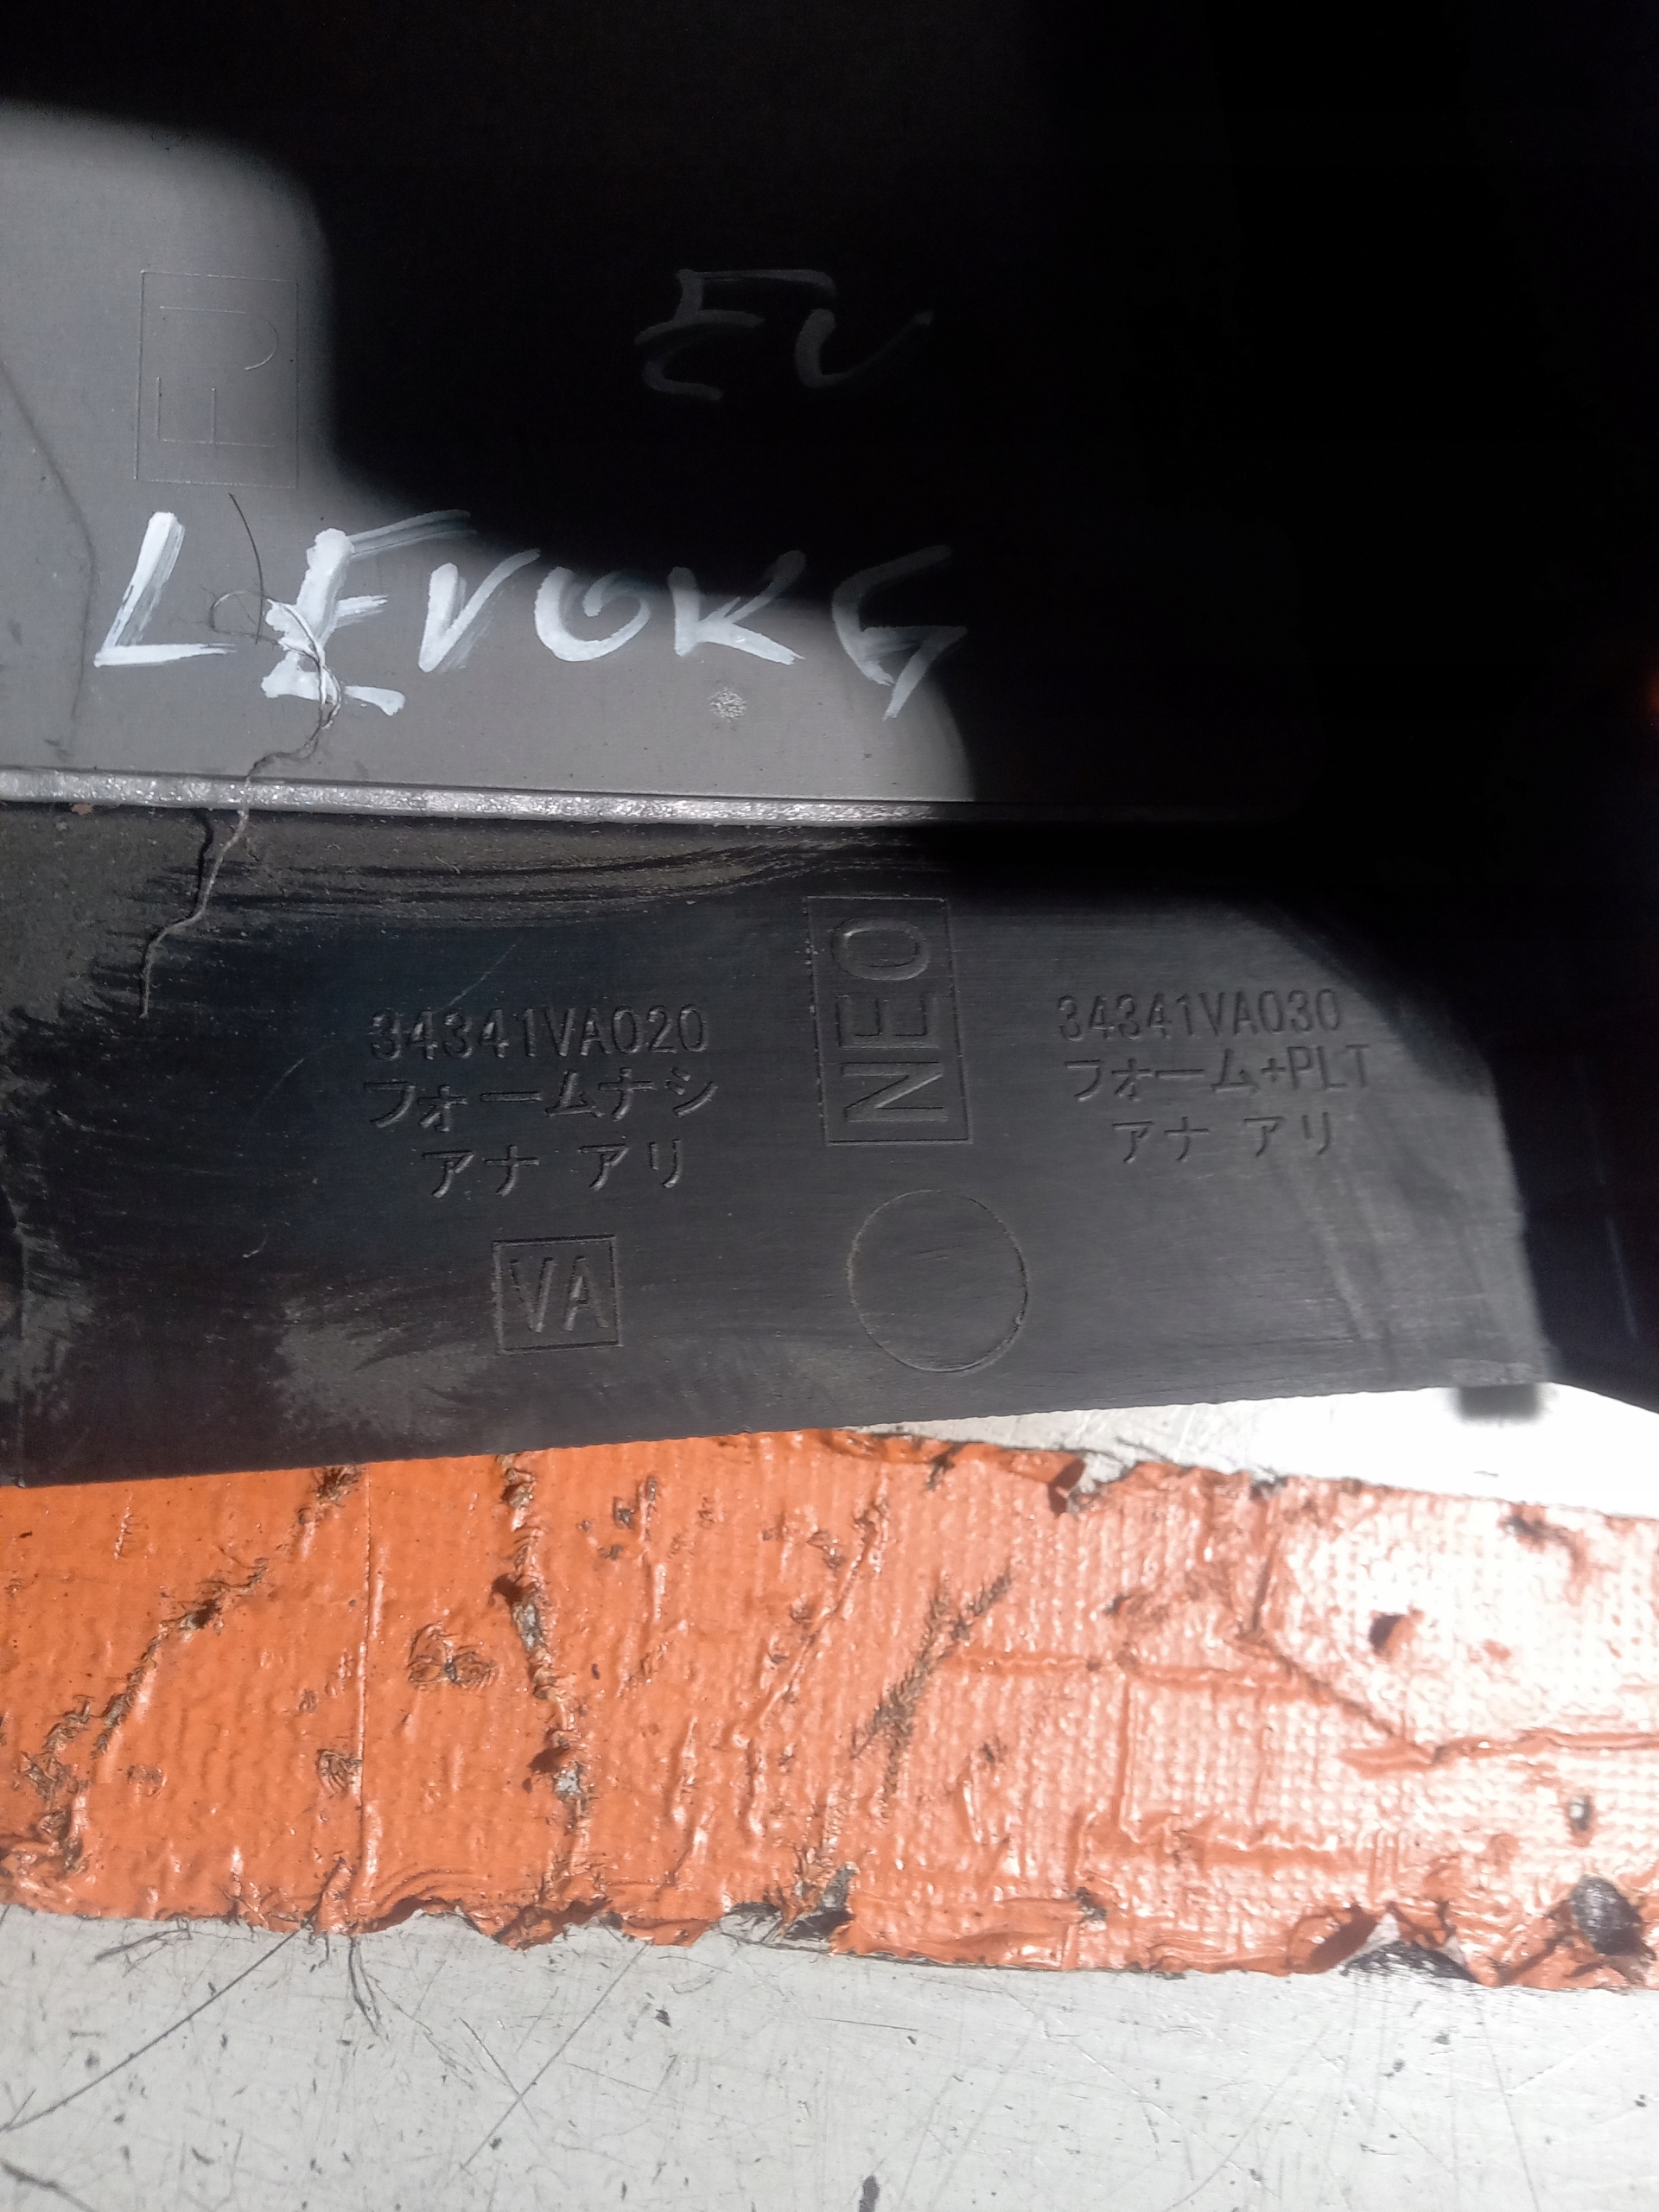 EV
LEVORG
NEO
34341VA020
フォームナシ
アナ アリ
VA
34341VA030
フォーム+PLT
アナ アリ